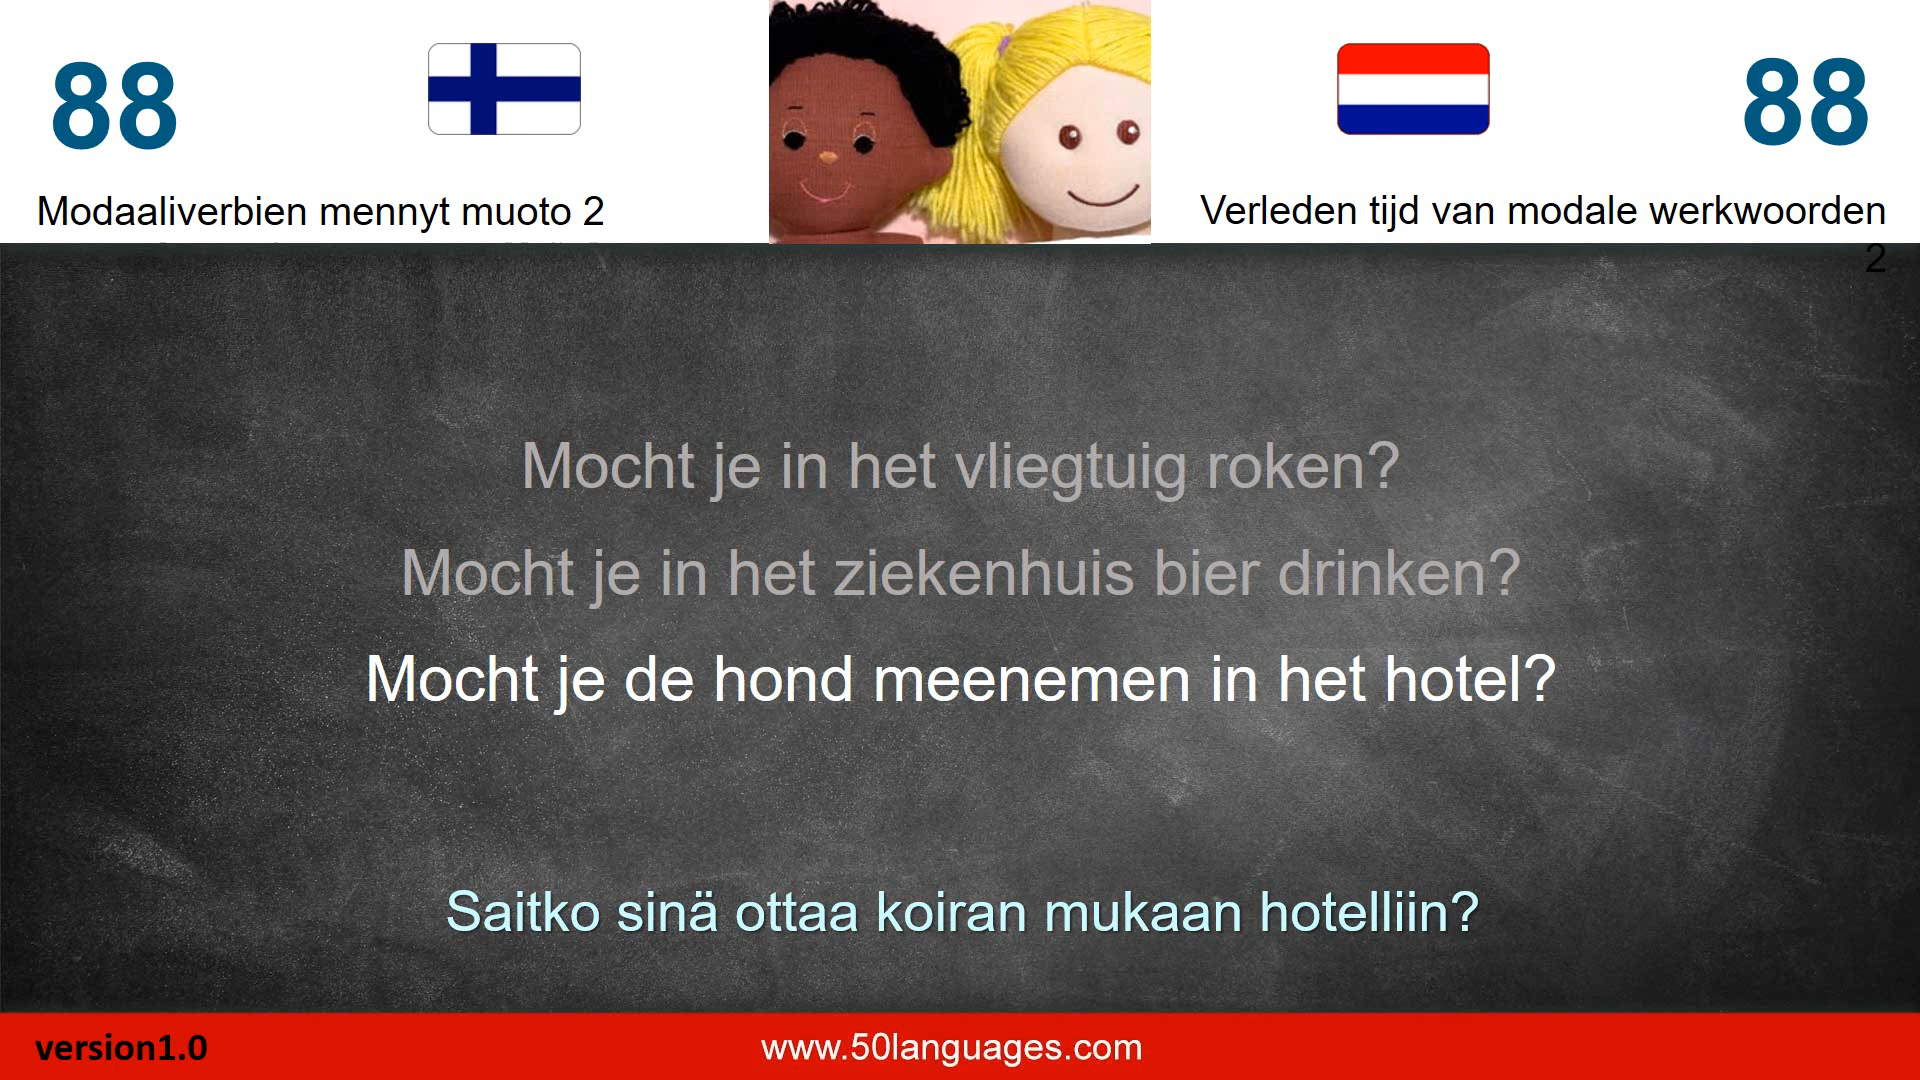 88
88
Modaaliverbien mennyt muoto 2
Verleden tijd van modale werkwoorden
2
Mocht je in het vliegtuig roken?
Mocht je in het ziekenhuis bier drinken?
Mocht je de hond meenemen in het hotel?
Saitko sinä ottaa koiran mukaan hotelliin?
version1.0
www.50languages.com